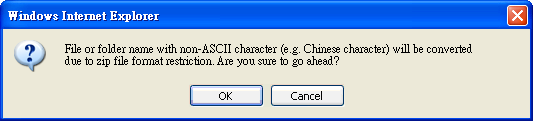 Windows Internet Explorer
File or folder name with non-ASCII character (e.g. Chinese character) will be converted
due to zip file format restriction. Are you sure to go ahead?
OK
Cancel